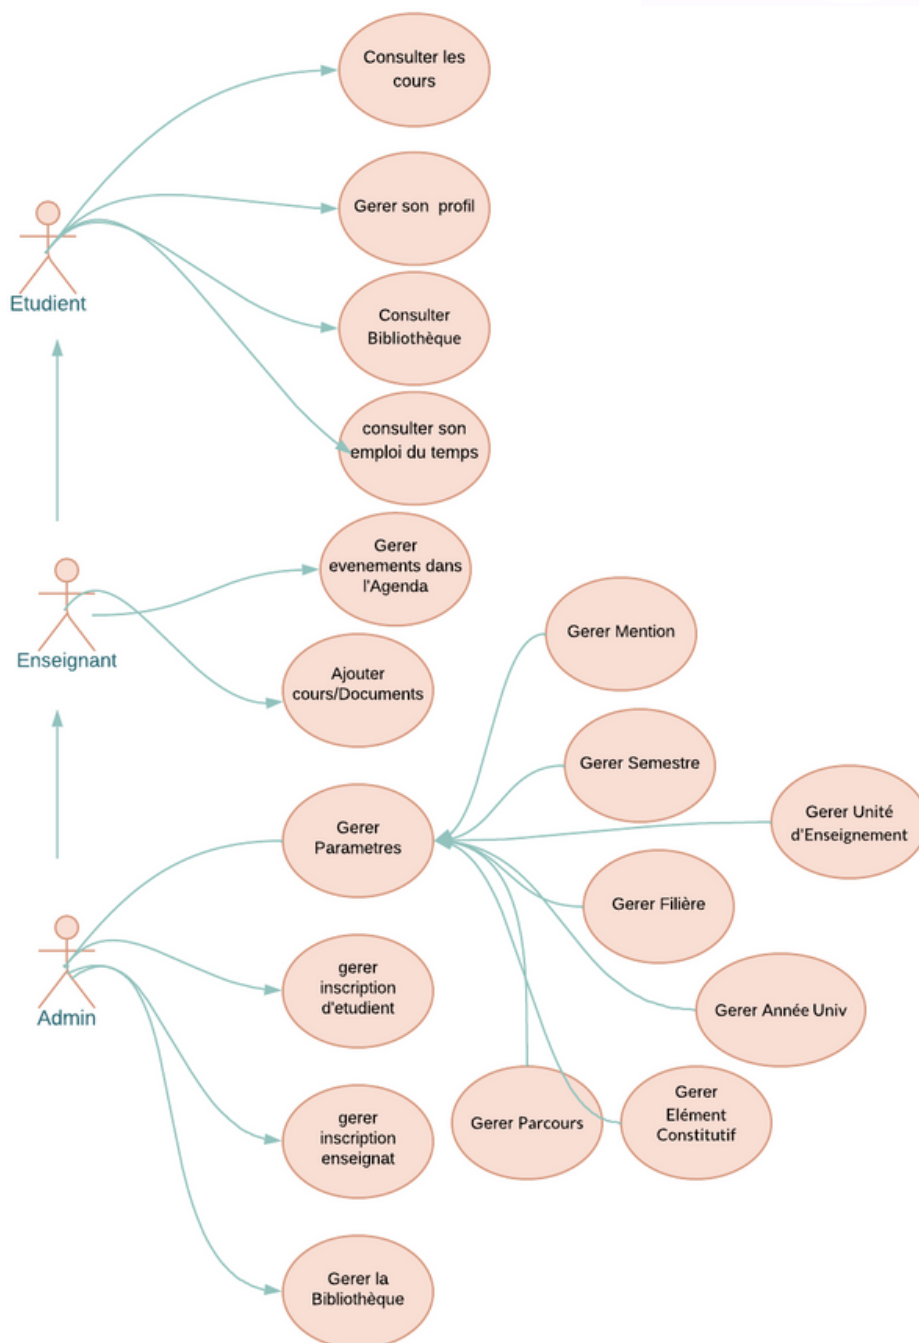 Consulter les
cours
Gerer son profil
Etudient
Consulter
Bibliothèque
consulter son
emploi du temps
Gerer
evenements dans
l'Agenda
Enseignant
Ajouter
cours/Documents
Gerer Mention
Gerer Semestre
Gerer Unité
d'Enseignement
Gerer
Parametres
Gerer Filière
Admin
gerer
inscription
d'etudient
Gerer Année Univ
Gerer Parcours
Gerer
Elément
Constitutif
gerer
inscription
enseignat
Gerer la
Bibliothèque